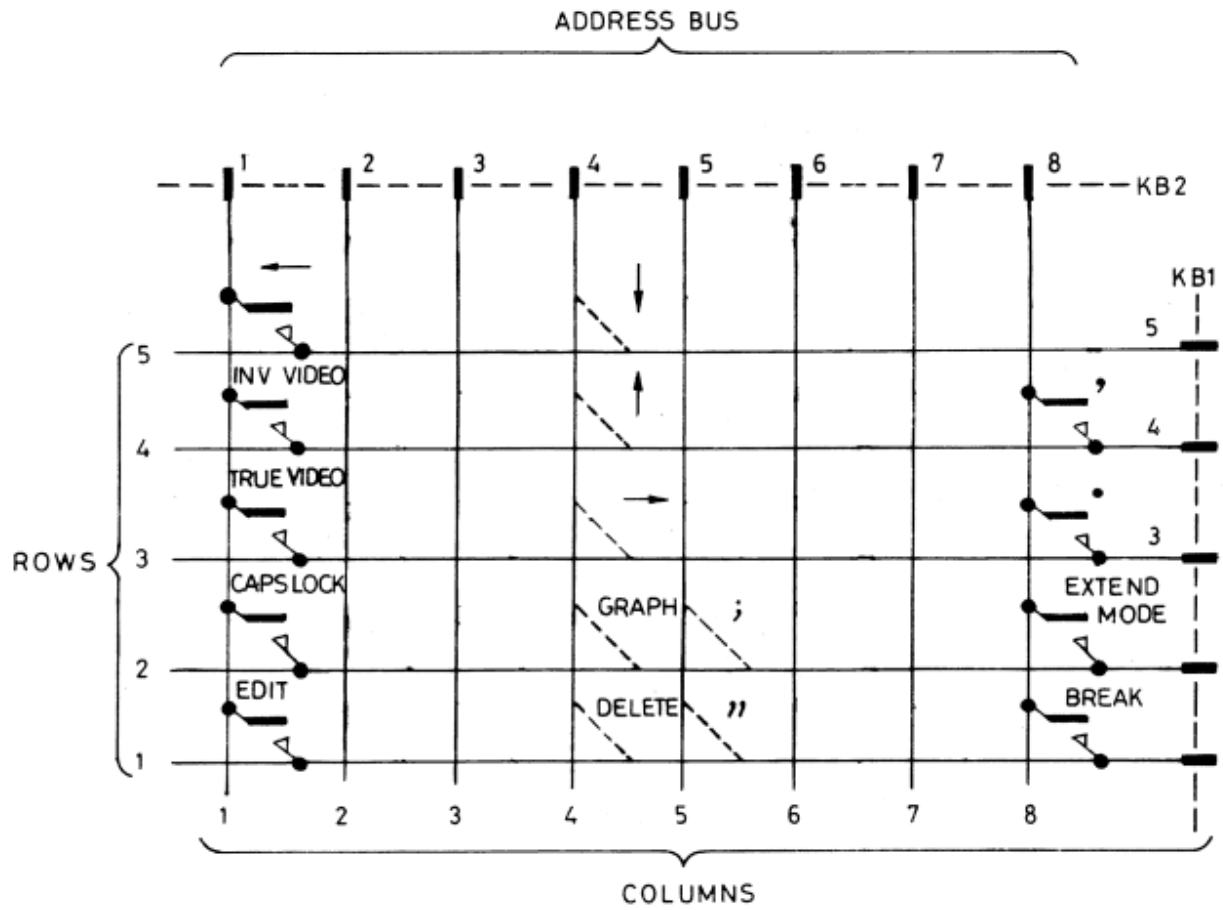 ADDRESS BUS
1 2 3 4 5 6 7 8
KB2
KB1
← ↓
5 5
INV VIDEO ↑ ,
4 4
TRUE VIDEO → .
ROWS 3 3
CAPS LOCK GRAPH ; EXTEND
MODE
2
EDIT DELETE " BREAK
1
1 2 3 4 5 6 7 8
COLUMNS